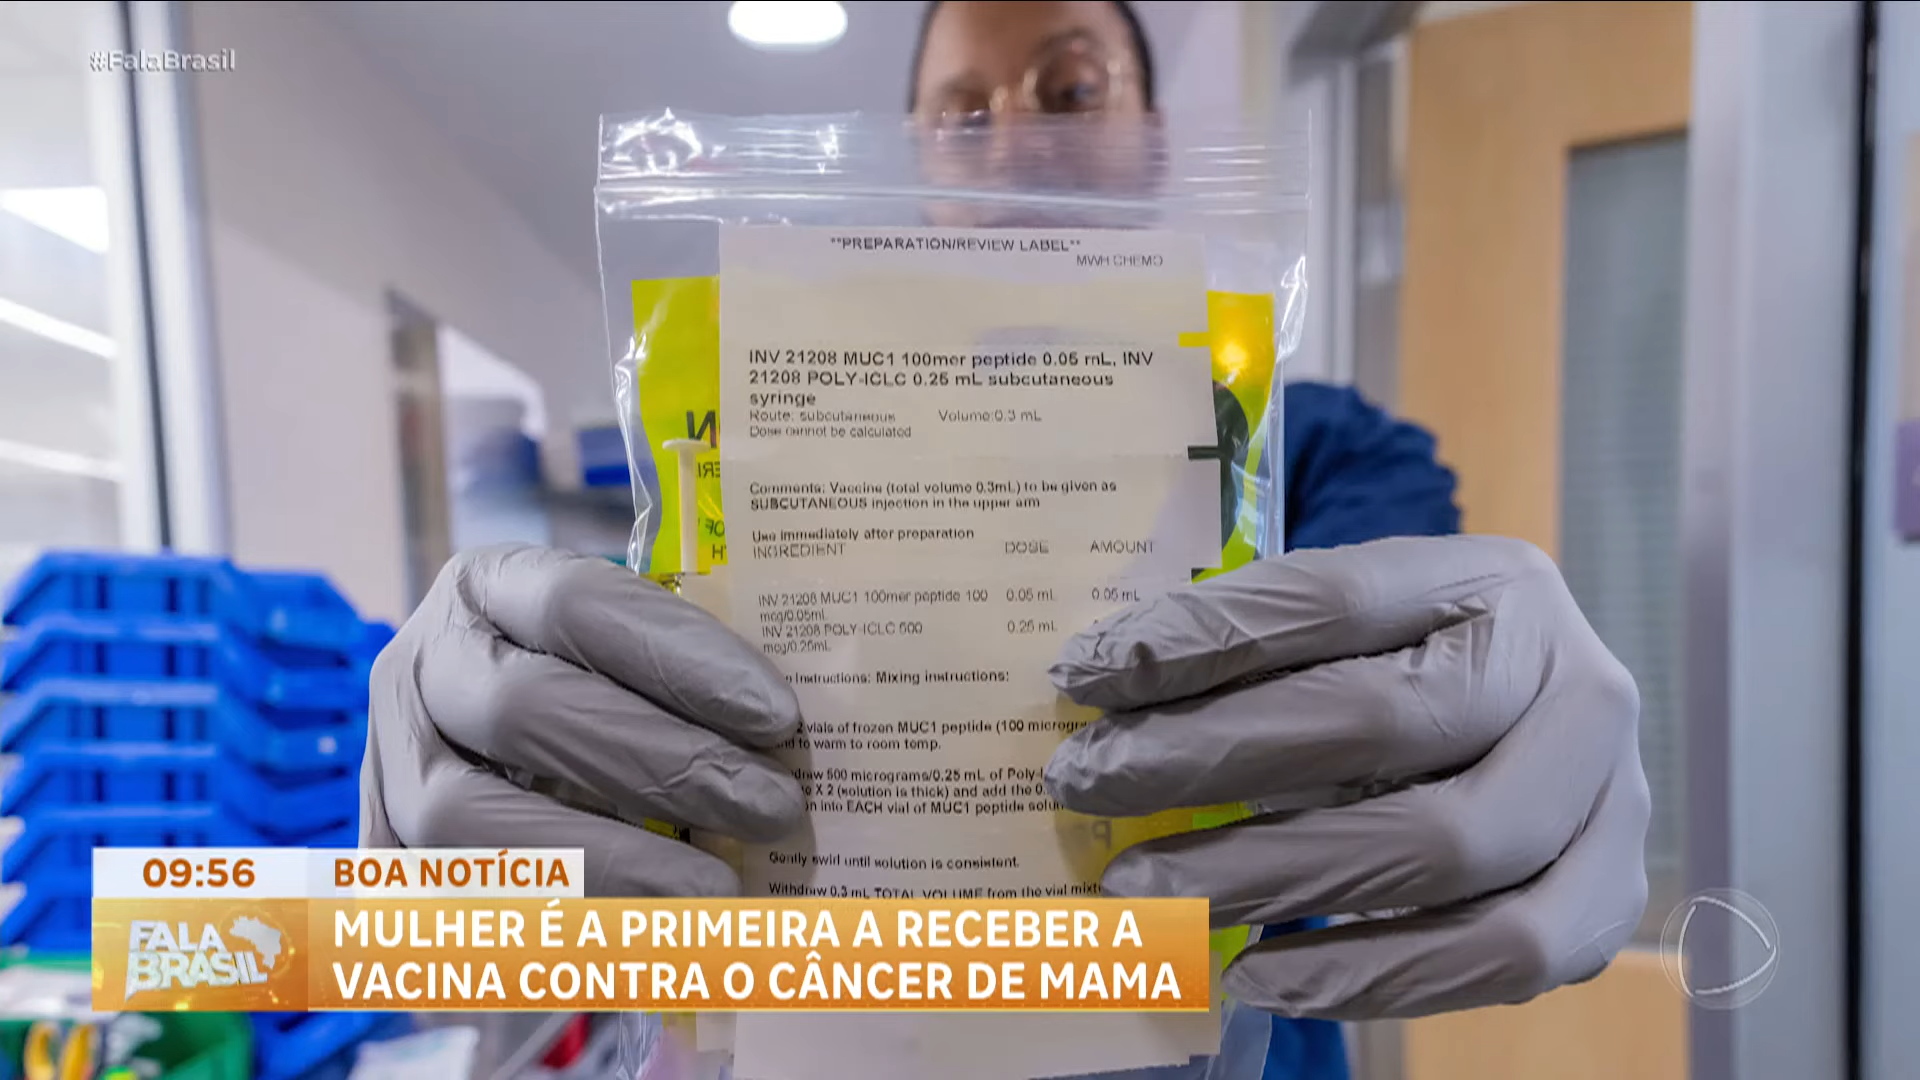 #FalaBrasil
**PREPARATION/REVIEW LABEL**
MWH CHEMO
INV 21208 MUC1 100mer peptide 0.05 mL, INV
21208 POLY-ICLC 0.25 mL subcutaneous
syringe
Route: subcutaneous Volume:0.3 mL
Dose cannot be calculated
Comments: Vaccine (total volume 0.3mL) to be given as
SUBCUTANEOUS injection in the upper arm
Use immediately after preparation
INGREDIENT DOSE AMOUNT
INV 21208 MUC1 100mer peptide 100 0.05 mL 0.05 mL
mcg/0.05mL
INV 21208 POLY-ICLC 500 0.25 mL
mcg/0.25mL
Instructions: Mixing instructions:
2 vials of frozen MUC1 peptide (100
to warm to room temp.
500 micrograms/0.25 mL of
X 2 (solution is thick) and add the
into EACH vial of MUC1 peptide
Gently swirl until solution is consistent.
Withdraw 0.3 mL TOTAL VOLUME from the vial
09:56 BOA NOTÍCIA
FALA
BRASIL
MULHER É A PRIMEIRA A RECEBER A
VACINA CONTRA O CÂNCER DE MAMA